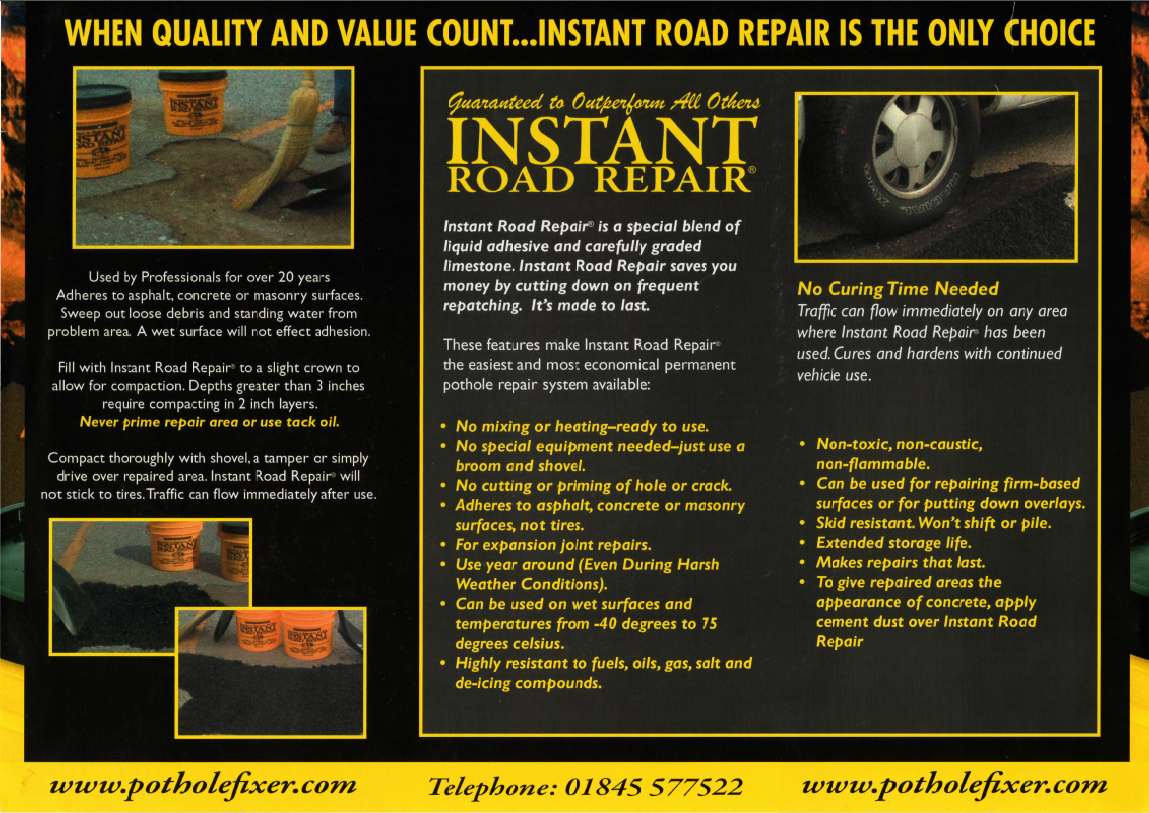 WHEN QUALITY AND VALUE COUNT...INSTANT ROAD REPAIR IS THE ONLY CHOICE
INSTANT
ROAD REPAIR
Used by Professionals for over 20 years
Adheres to asphalt, concrete or masonry surfaces.
Sweep out loose debris and standing water from
problem area. A wet surface will not effect adhesion.
Fill with Instant Road Repair® to a slight crown to
allow for compaction. Depths greater than 3 inches
require compacting in 2 inch layers.
Never prime repair area or use tack oil.
Compact thoroughly with shovel, a tamper or simply
drive over repaired area. Instant Road Repair® will
not stick to tires. Traffic can flow immediately after use.
INSTANT
ROAD REPAIR
INSTANT
ROAD REPAIR
INSTANT
ROAD REPAIR
Guaranteed to Outperform All Others
INSTANT
ROAD REPAIR®
Instant Road Repair® is a special blend of
liquid adhesive and carefully graded
limestone. Instant Road Repair saves you
money by cutting down on frequent
repatching. It's made to last.
These features make Instant Road Repair®
the easiest and most economical permanent
pothole repair system available:
• No mixing or heating–ready to use.
• No special equipment needed–just use a
broom and shovel.
• No cutting or priming of hole or crack.
• Adheres to asphalt, concrete or masonry
surfaces, not tires.
• For expansion joint repairs.
• Use year around (Even During Harsh
Weather Conditions).
• Can be used on wet surfaces and
temperatures from -40 degrees to 75
degrees celsius.
• Highly resistant to fuels, oils, gas, salt and
de-icing compounds.
No Curing Time Needed
Traffic can flow immediately on any area
where Instant Road Repair® has been
used. Cures and hardens with continued
vehicle use.
• Non-toxic, non-caustic,
non-flammable.
• Can be used for repairing firm-based
surfaces or for putting down overlays.
• Skid resistant. Won't shift or pile.
• Extended storage life.
• Makes repairs that last.
• To give repaired areas the
appearance of concrete, apply
cement dust over Instant Road
Repair
www.potholefixer.com
Telephone: 01845 577522
www.potholefixer.com